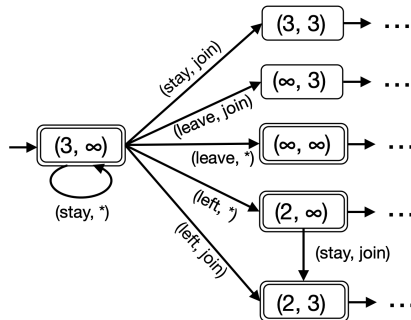 (3, 3)
...
(stay, join)
(∞, 3)
...
(leave, join)
(3, ∞)
(∞, ∞)
...
(leave, *)
(stay, *)
(left, *)
(2, ∞)
...
(left, join)
(stay, join)
(2, 3)
...